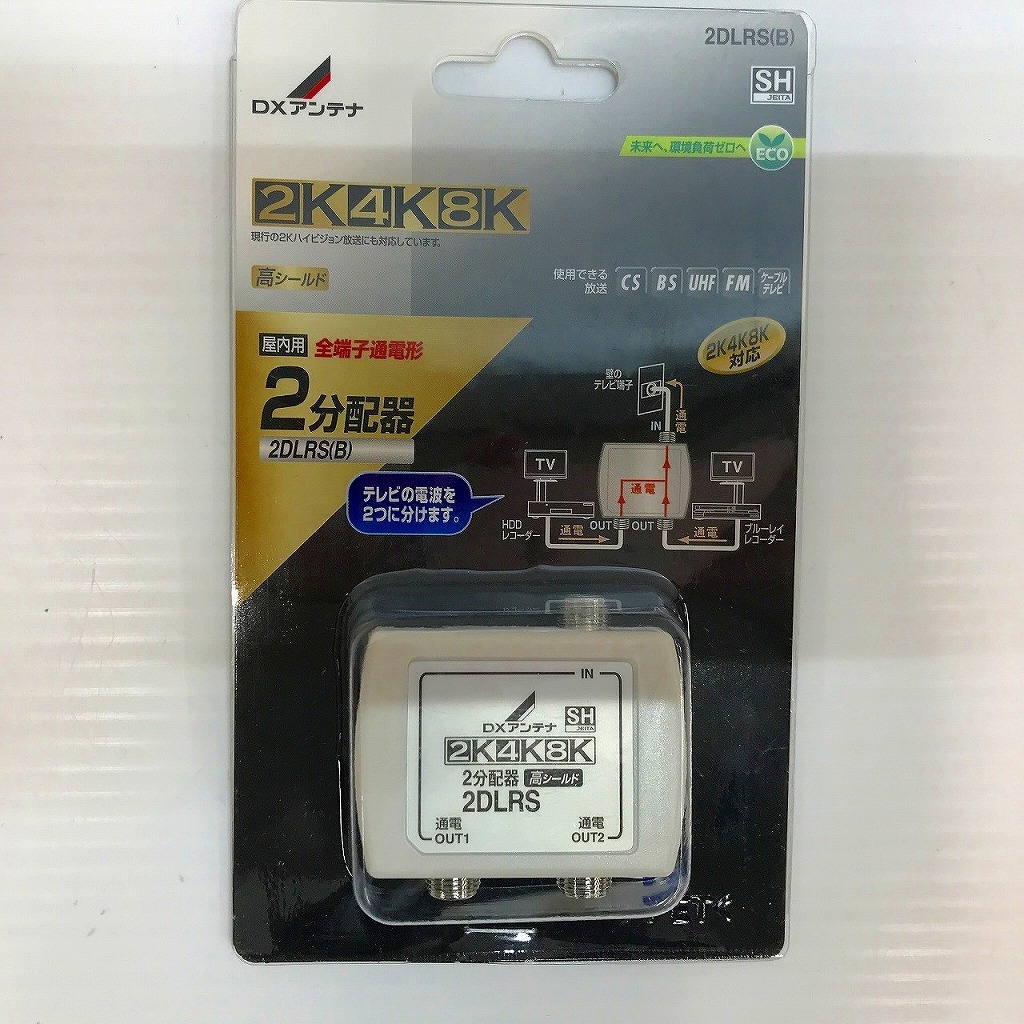 2DLRS(B)
SH
JEITA
DXアンテナ
未来へ、環境負荷ゼロへ
ECO
2K4K8K
現行の2Kハイビジョン放送にも対応しています。
高シールド
使用できる
放送
CS BS UHF FM ケーブル
テレビ
屋内用 全端子通電形
2分配器
2DLRS(B)
2K4K8K
対応
壁の
テレビ端子
通電
IN
TV
TV
通電
テレビの電波を
2つに分けます。
OUT OUT
HDD
レコーダー
通電
通電
ブルーレイ
レコーダー
IN
DXアンテナ
SH
JEITA
2K4K8K
2分配器 高シールド
2DLRS
通電
OUT1
通電
OUT2
PET